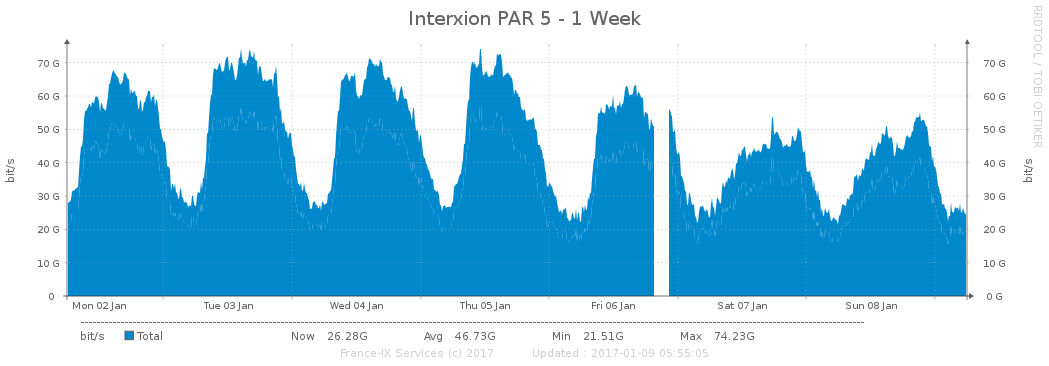 Interxion PAR 5 - 1 Week
RRDTOOL / TOBI OETIKER
bit/s
bit/s
70 G
70 G
60 G
60 G
50 G
50 G
40 G
40 G
30 G
30 G
20 G
20 G
10 G
10 G
0
0 G
Mon 02 Jan Tue 03 Jan Wed 04 Jan Thu 05 Jan Fri 06 Jan Sat 07 Jan Sun 08 Jan
bit/s Total Now 26.28G Avg 46.73G Min 21.51G Max 74.23G
France-IX Services (c) 2017 Updated : 2017-01-09 05:55:05